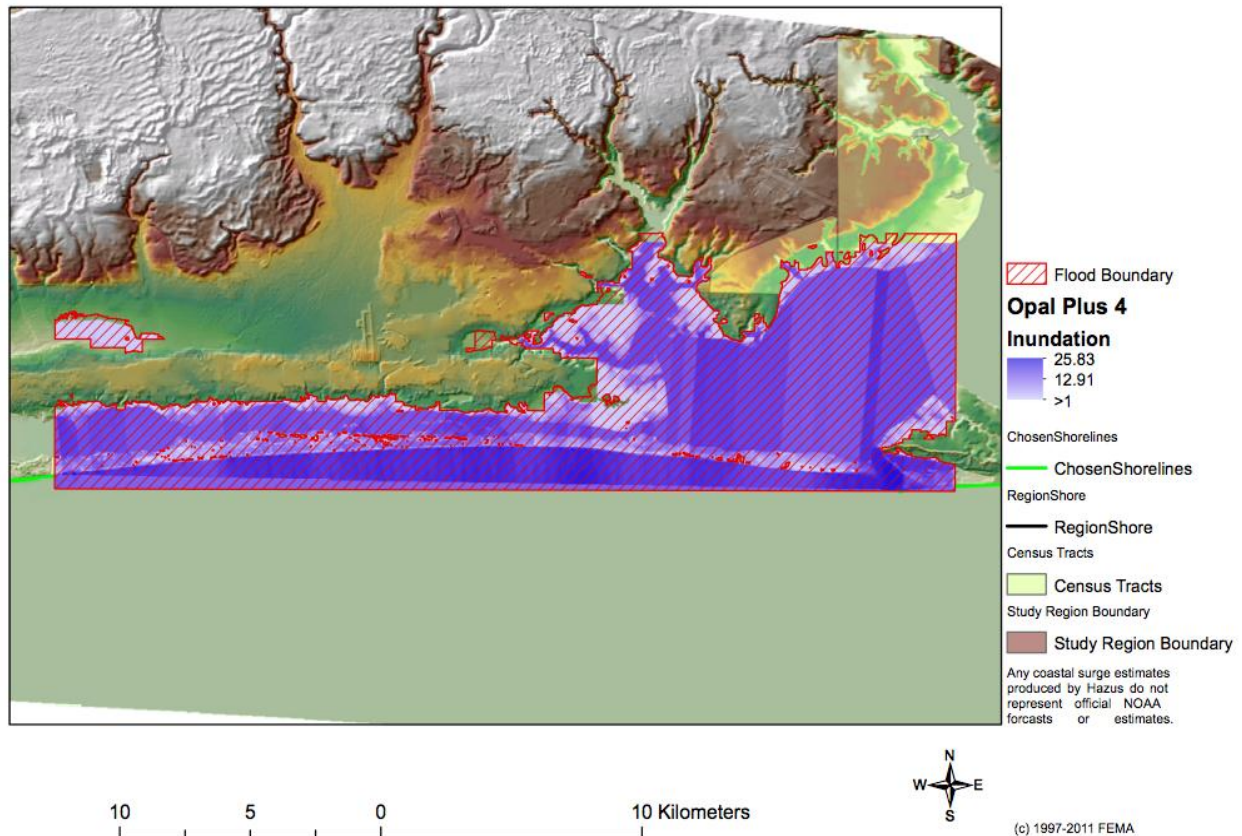 Flood Boundary
Opal Plus 4
Inundation
25.83
12.91
>1
ChosenShorelines
ChosenShorelines
RegionShore
RegionShore
Census Tracts
Census Tracts
Study Region Boundary
Study Region Boundary
Any coastal surge estimates
produced by Hazus do not
represent official NOAA
forcasts or estimates.
N
W E
S
10 5 0 10 Kilometers
(c) 1997-2011 FEMA